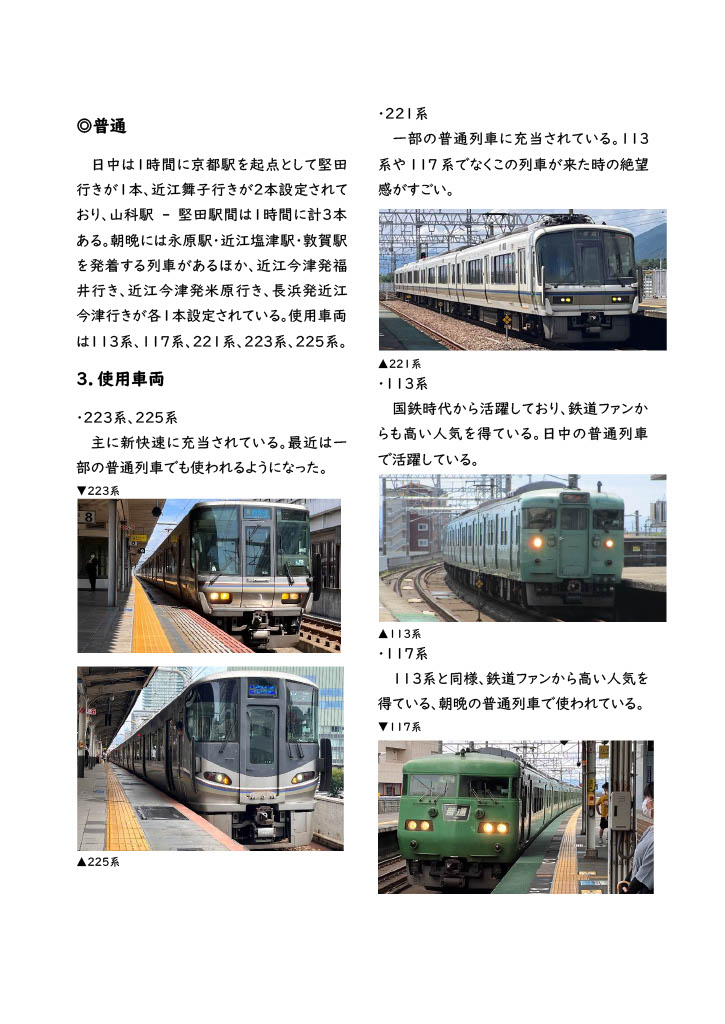 ◎普通
日中は1時間に京都駅を起点として堅田
行きが1本、近江舞子行きが2本設定されて
おり、山科駅 － 堅田駅間は1時間に計3本
ある。朝晩には永原駅・近江塩津駅・敦賀駅
を発着する列車があるほか、近江今津発福
井行き、近江今津発米原行き、長浜発近江
今津行きが各1本設定されている。使用車両
は113系、117系、221系、223系、225系。
3．使用車両
・223系、225系
主に新快速に充当されている。最近は一
部の普通列車でも使われるようになった。
▼223系
8
▲225系
・221系
一部の普通列車に充当されている。113
系や 117 系でなくこの列車が来た時の絶望
感がすごい。
▲221系
・113系
国鉄時代から活躍しており、鉄道ファンか
らも高い人気を得ている。日中の普通列車
で活躍している。
▲113系
・117系
113系と同様、鉄道ファンから高い人気を
得ている、朝晩の普通列車で使われている。
▼117系
普通